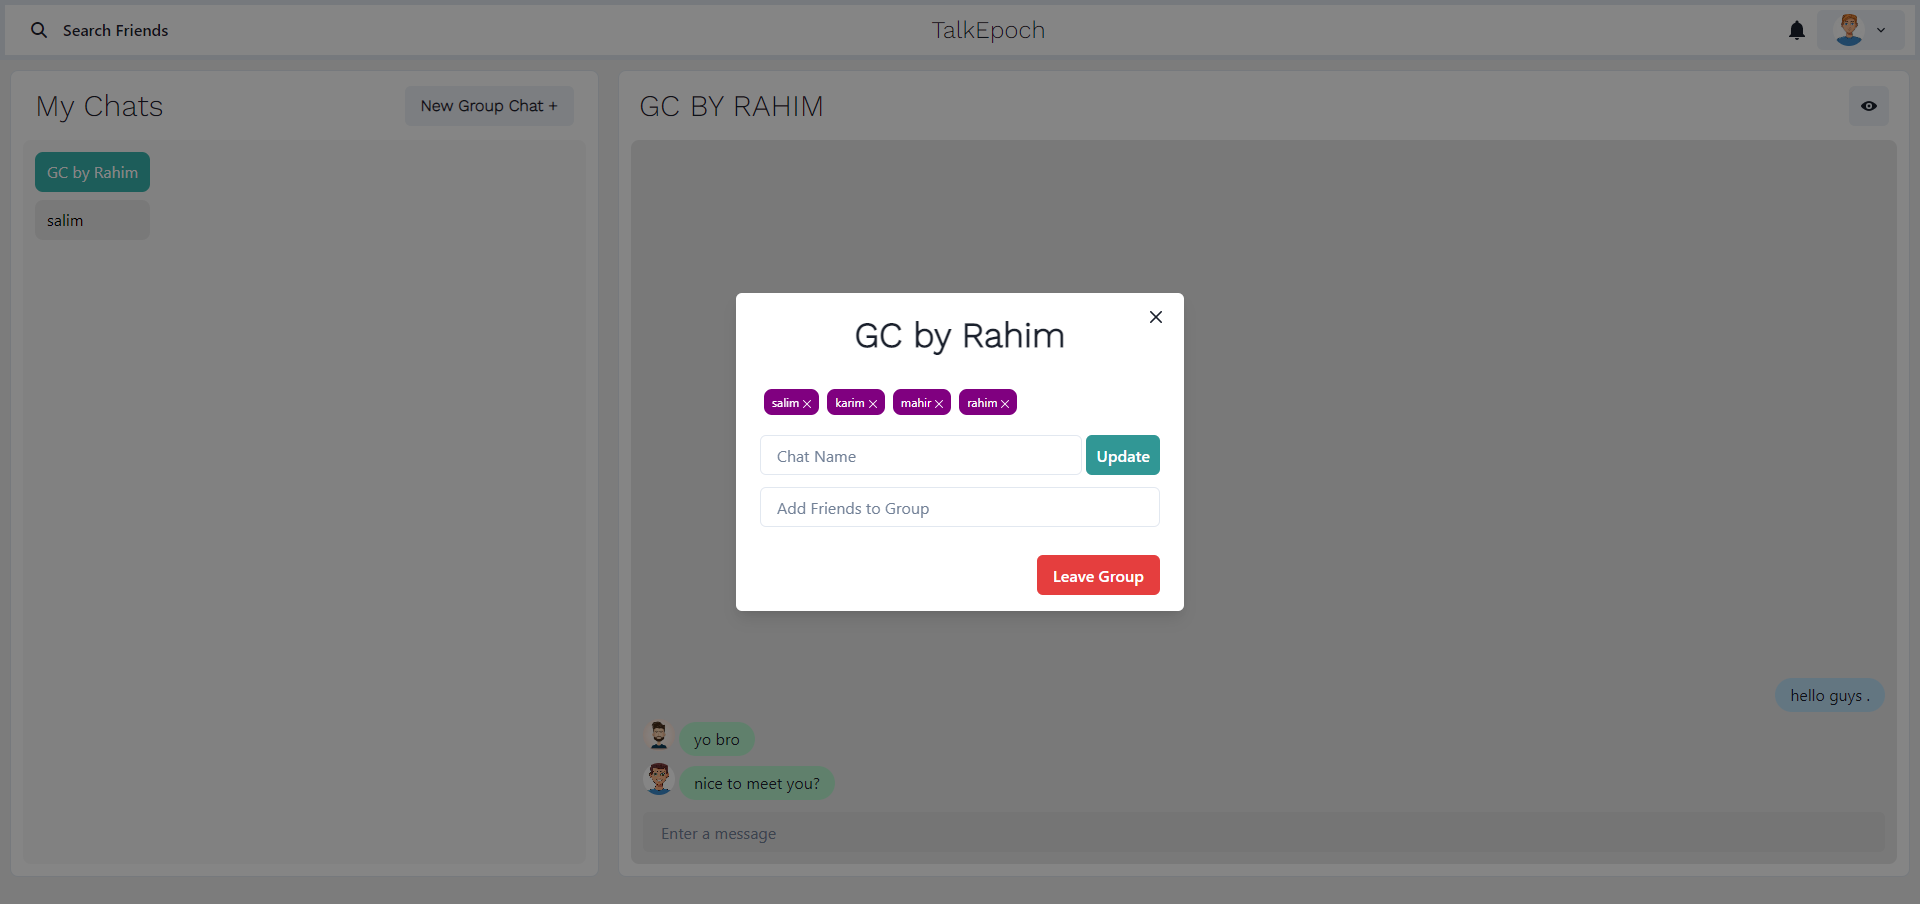 Search Friends
TalkEpoch
My Chats
New Group Chat +
GC by Rahim
salim
GC BY RAHIM
GC by Rahim
salim
karim
mahir
rahim
Chat Name
Update
Add Friends to Group
Leave Group
hello guys .
yo bro
nice to meet you?
Enter a message